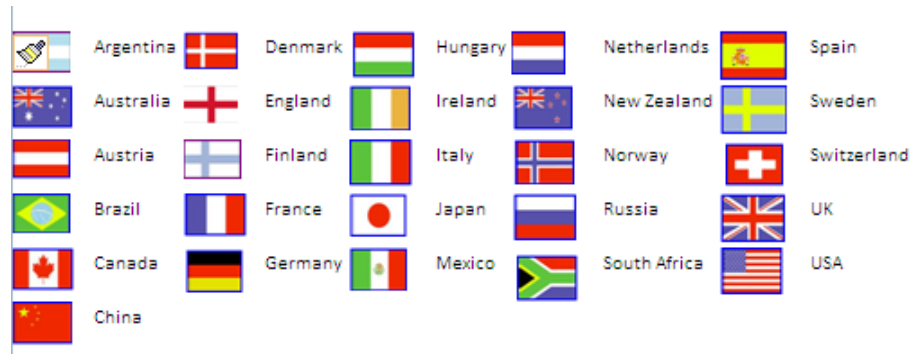 Argentina Denmark Hungary Netherlands Spain
Australia England Ireland New Zealand Sweden
Austria Finland Italy Norway Switzerland
Brazil France Japan Russia UK
Canada Germany Mexico South Africa USA
China